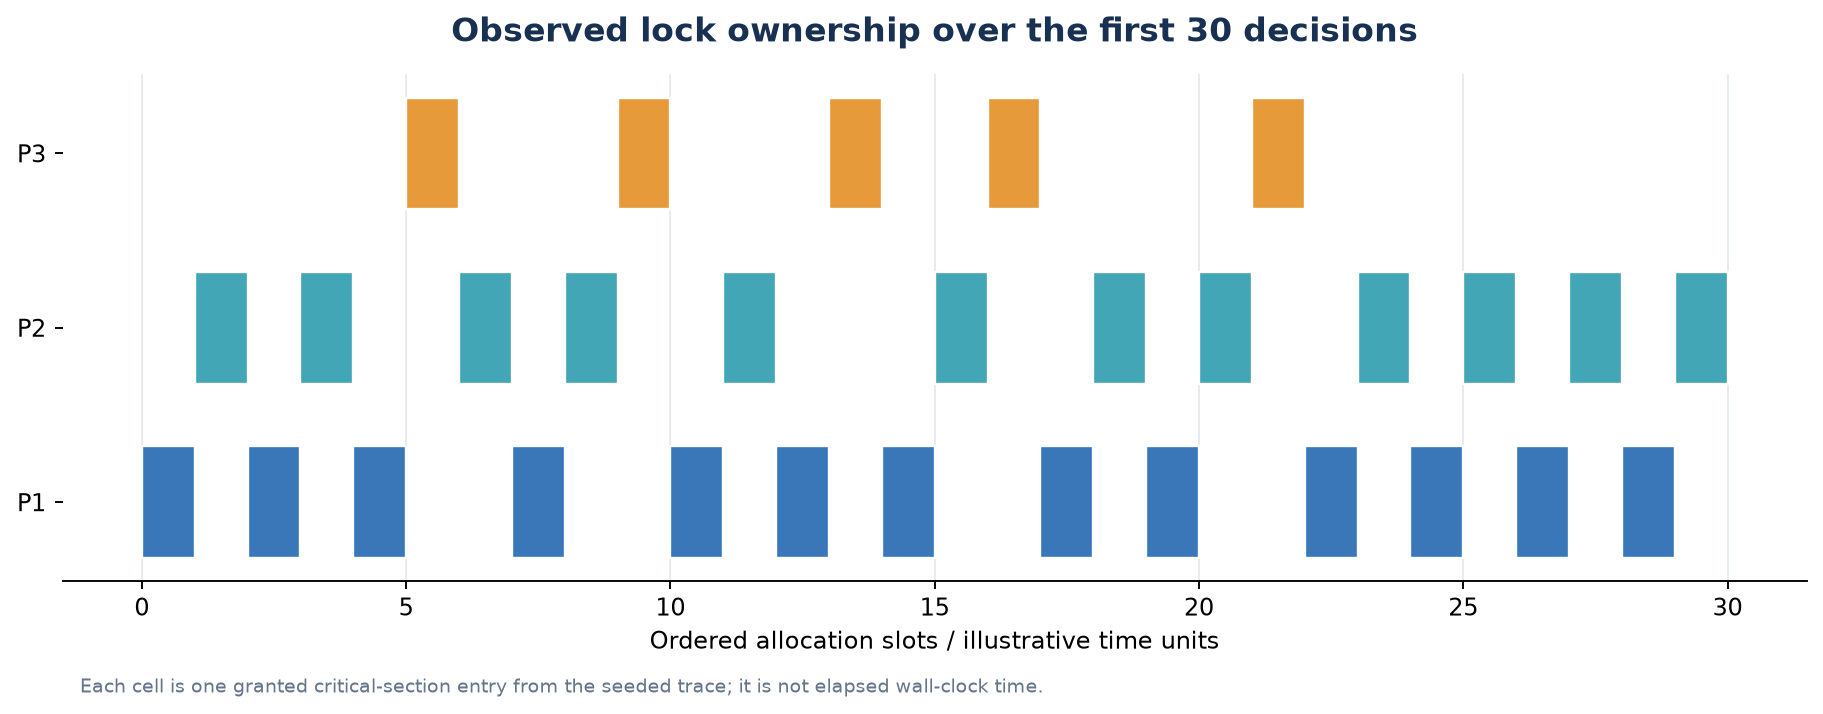 Observed lock ownership over the first 30 decisions
P3
P2
P1
0 5 10 15 20 25 30
Ordered allocation slots / illustrative time units
Each cell is one granted critical-section entry from the seeded trace; it is not elapsed wall-clock time.